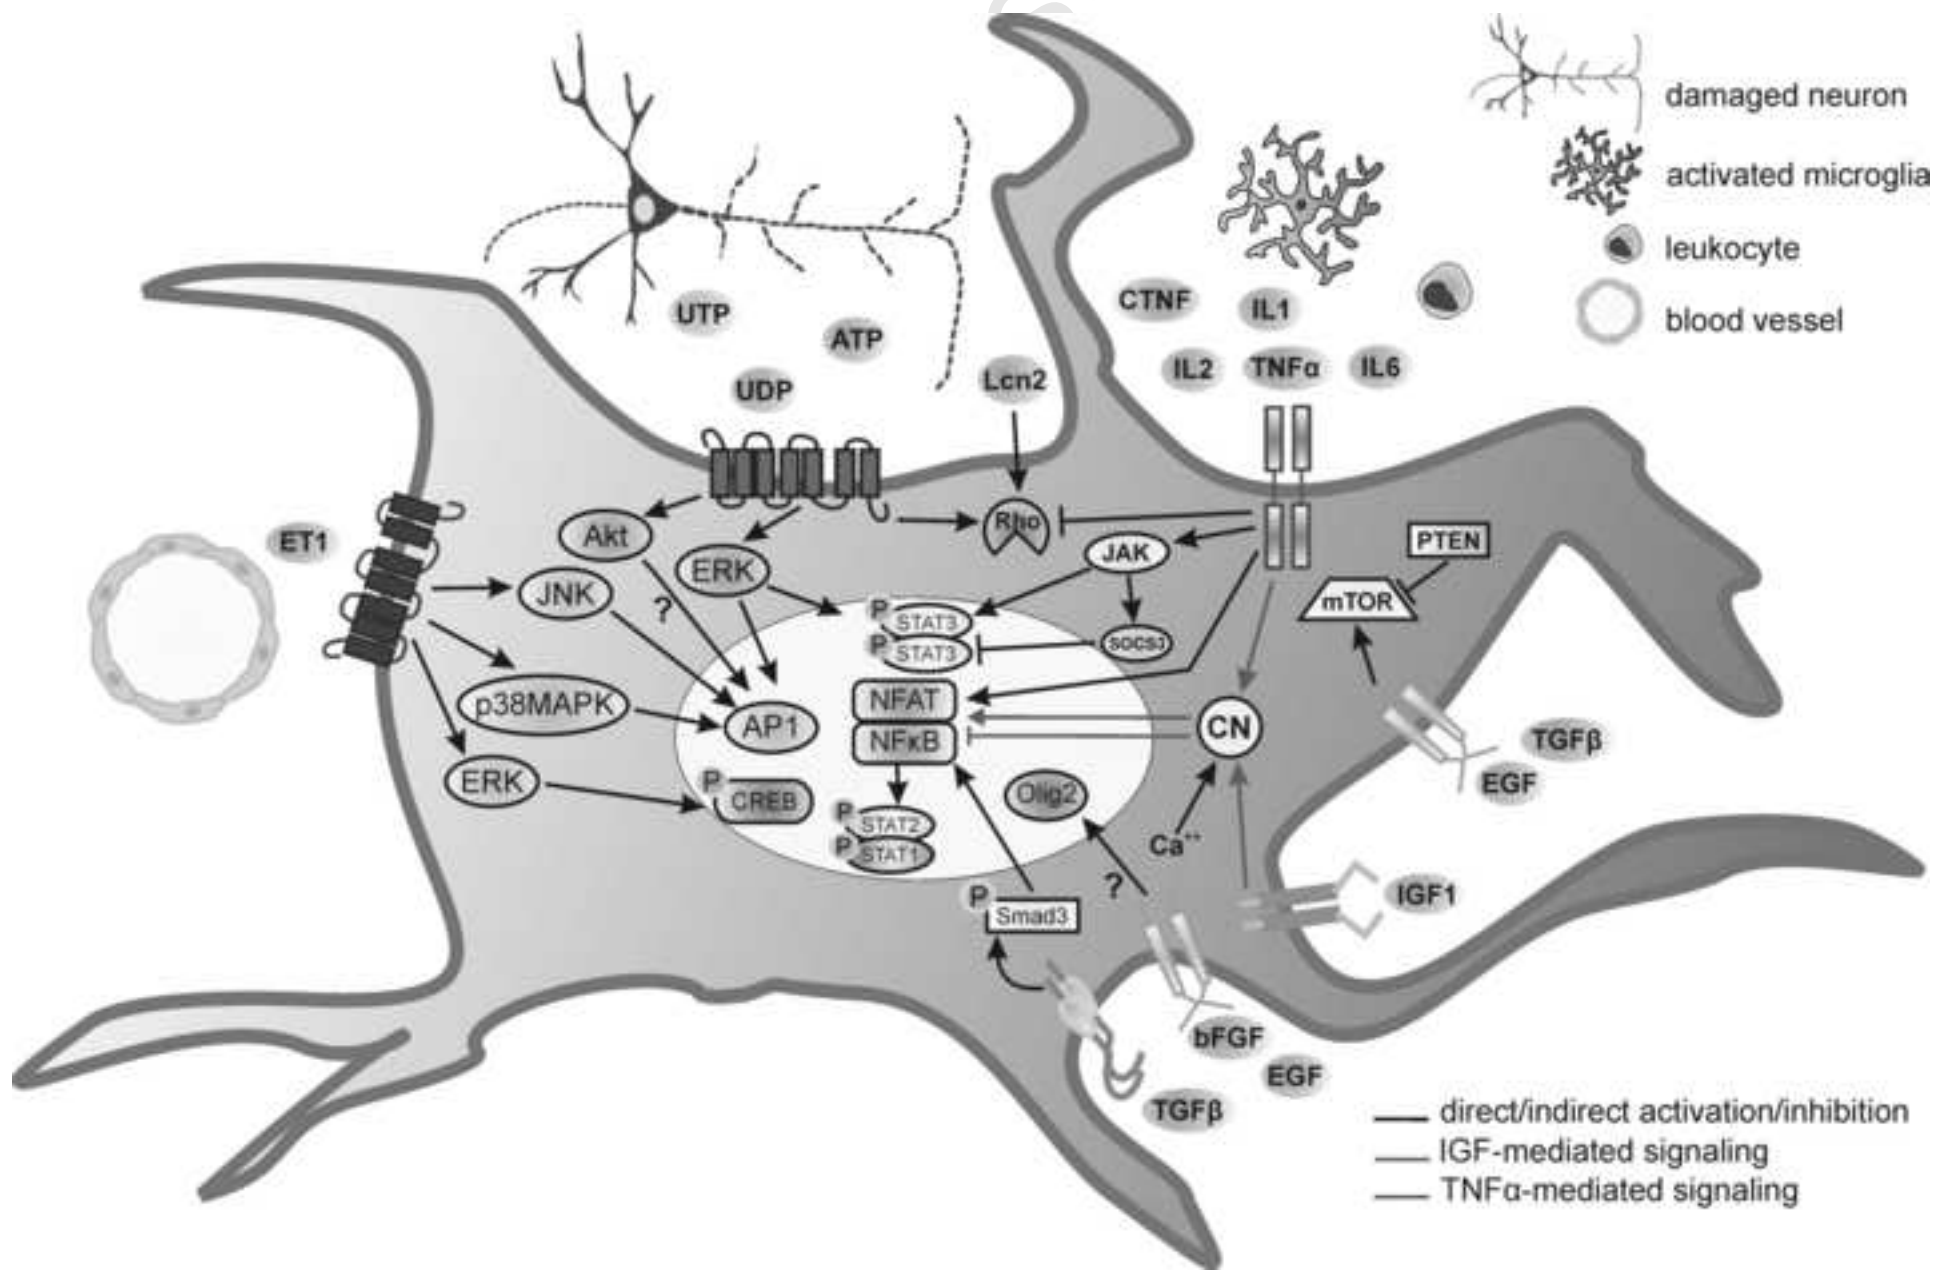 damaged neuron
activated microglia
leukocyte
blood vessel
UTP
ATP
UDP
Lcn2
CTNF
IL1
IL2
TNFα
IL6
ET1
Akt
ERK
JNK
?
Rho
JAK
PTEN
mTOR
P
STAT3
P
STAT3
SOCS3
p38MAPK
AP1
NFAT
NFκB
CN
TGFβ
EGF
ERK
P
CREB
Olig2
P
STAT2
P
STAT1
Ca++
?
P
Smad3
IGF1
bFGF
EGF
TGFβ
direct/indirect activation/inhibition
IGF-mediated signaling
TNFα-mediated signaling